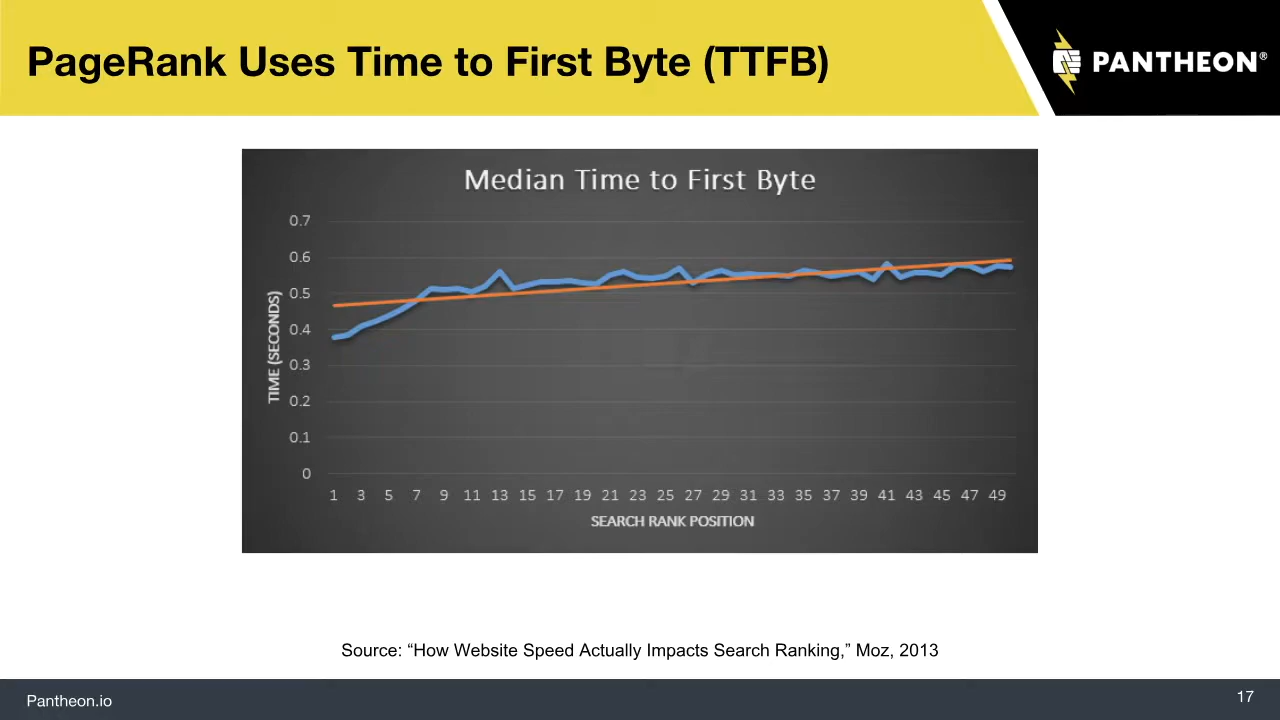 PageRank Uses Time to First Byte (TTFB)
PANTHEON®
Median Time to First Byte
0.7
0.6
0.5
0.4
0.3
0.2
0.1
0
TIME (SECONDS)
1 3 5 7 9 11 13 15 17 19 21 23 25 27 29 31 33 35 37 39 41 43 45 47 49
SEARCH RANK POSITION
Source: “How Website Speed Actually Impacts Search Ranking,” Moz, 2013
Pantheon.io
17